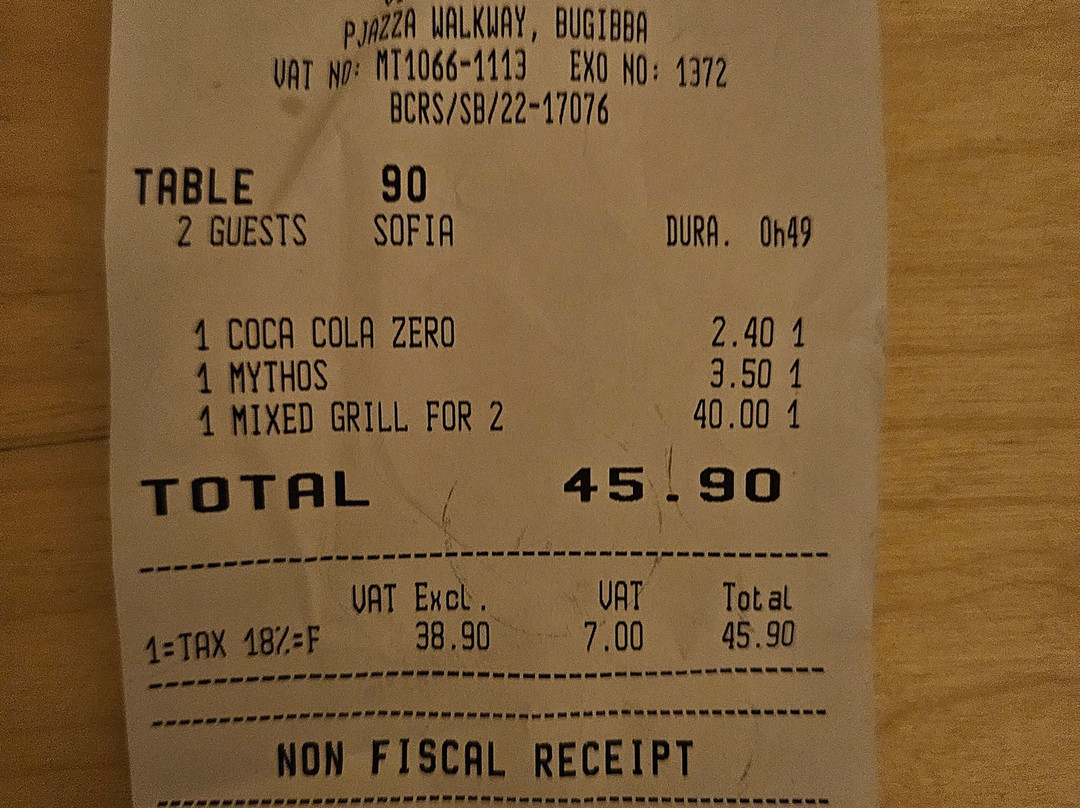 PJAZZA WALKWAY, BUGIBBA
VAT NO: MT1066-1113 EXO NO: 1372
BCRS/SB/22-17076
TABLE 90
2 GUESTS SOFIA DURA. 0h49
1 COCA COLA ZERO 2.40 1
1 MYTHOS 3.50 1
1 MIXED GRILL FOR 2 40.00 1
TOTAL 45.90
VAT Excl. VAT Total
1=TAX 18%=F 38.90 7.00 45.90
NON FISCAL RECEIPT